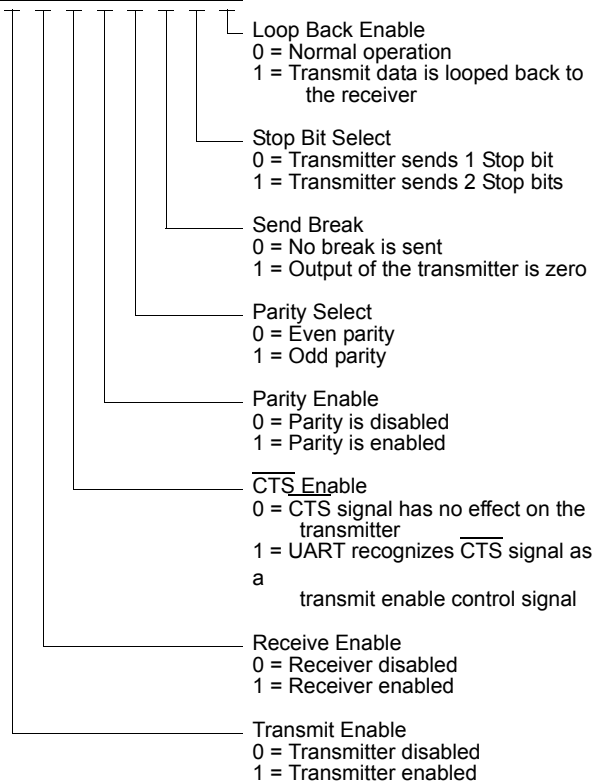 Loop Back Enable
0 = Normal operation
1 = Transmit data is looped back to
the receiver
Stop Bit Select
0 = Transmitter sends 1 Stop bit
1 = Transmitter sends 2 Stop bits
Send Break
0 = No break is sent
1 = Output of the transmitter is zero
Parity Select
0 = Even parity
1 = Odd parity
Parity Enable
0 = Parity is disabled
1 = Parity is enabled
CTS Enable
0 = CTS signal has no effect on the
transmitter
1 = UART recognizes CTS signal as
a
transmit enable control signal
Receive Enable
0 = Receiver disabled
1 = Receiver enabled
Transmit Enable
0 = Transmitter disabled
1 = Transmitter enabled